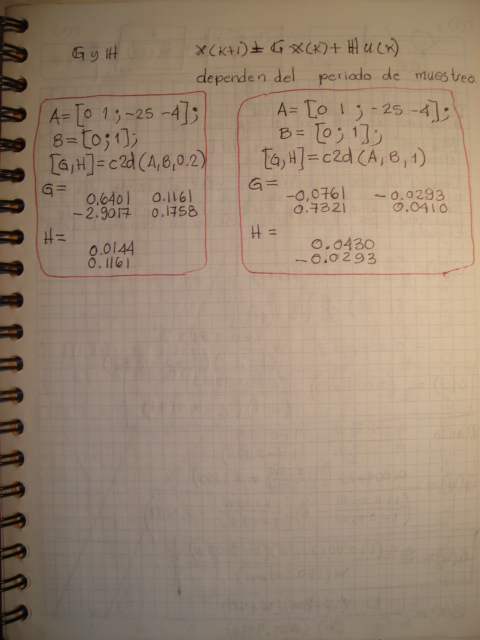 G y H x(k+1) = G x(k) + H u(k)
dependen del periodo de muestreo
A = [0 1 ; -25 -4];
B = [0; 1];
[G,H] = c2d(A,B,0.2)
G =
0,6401 0.1161
-2.9017 0.1758
H =
0.0144
0.1161
A = [0 1 ; -25 -4];
B = [0; 1];
[G,H] = c2d(A,B,1)
G =
-0,0761 -0.0293
0.7321 0.0410
H =
0.0430
-0.0293